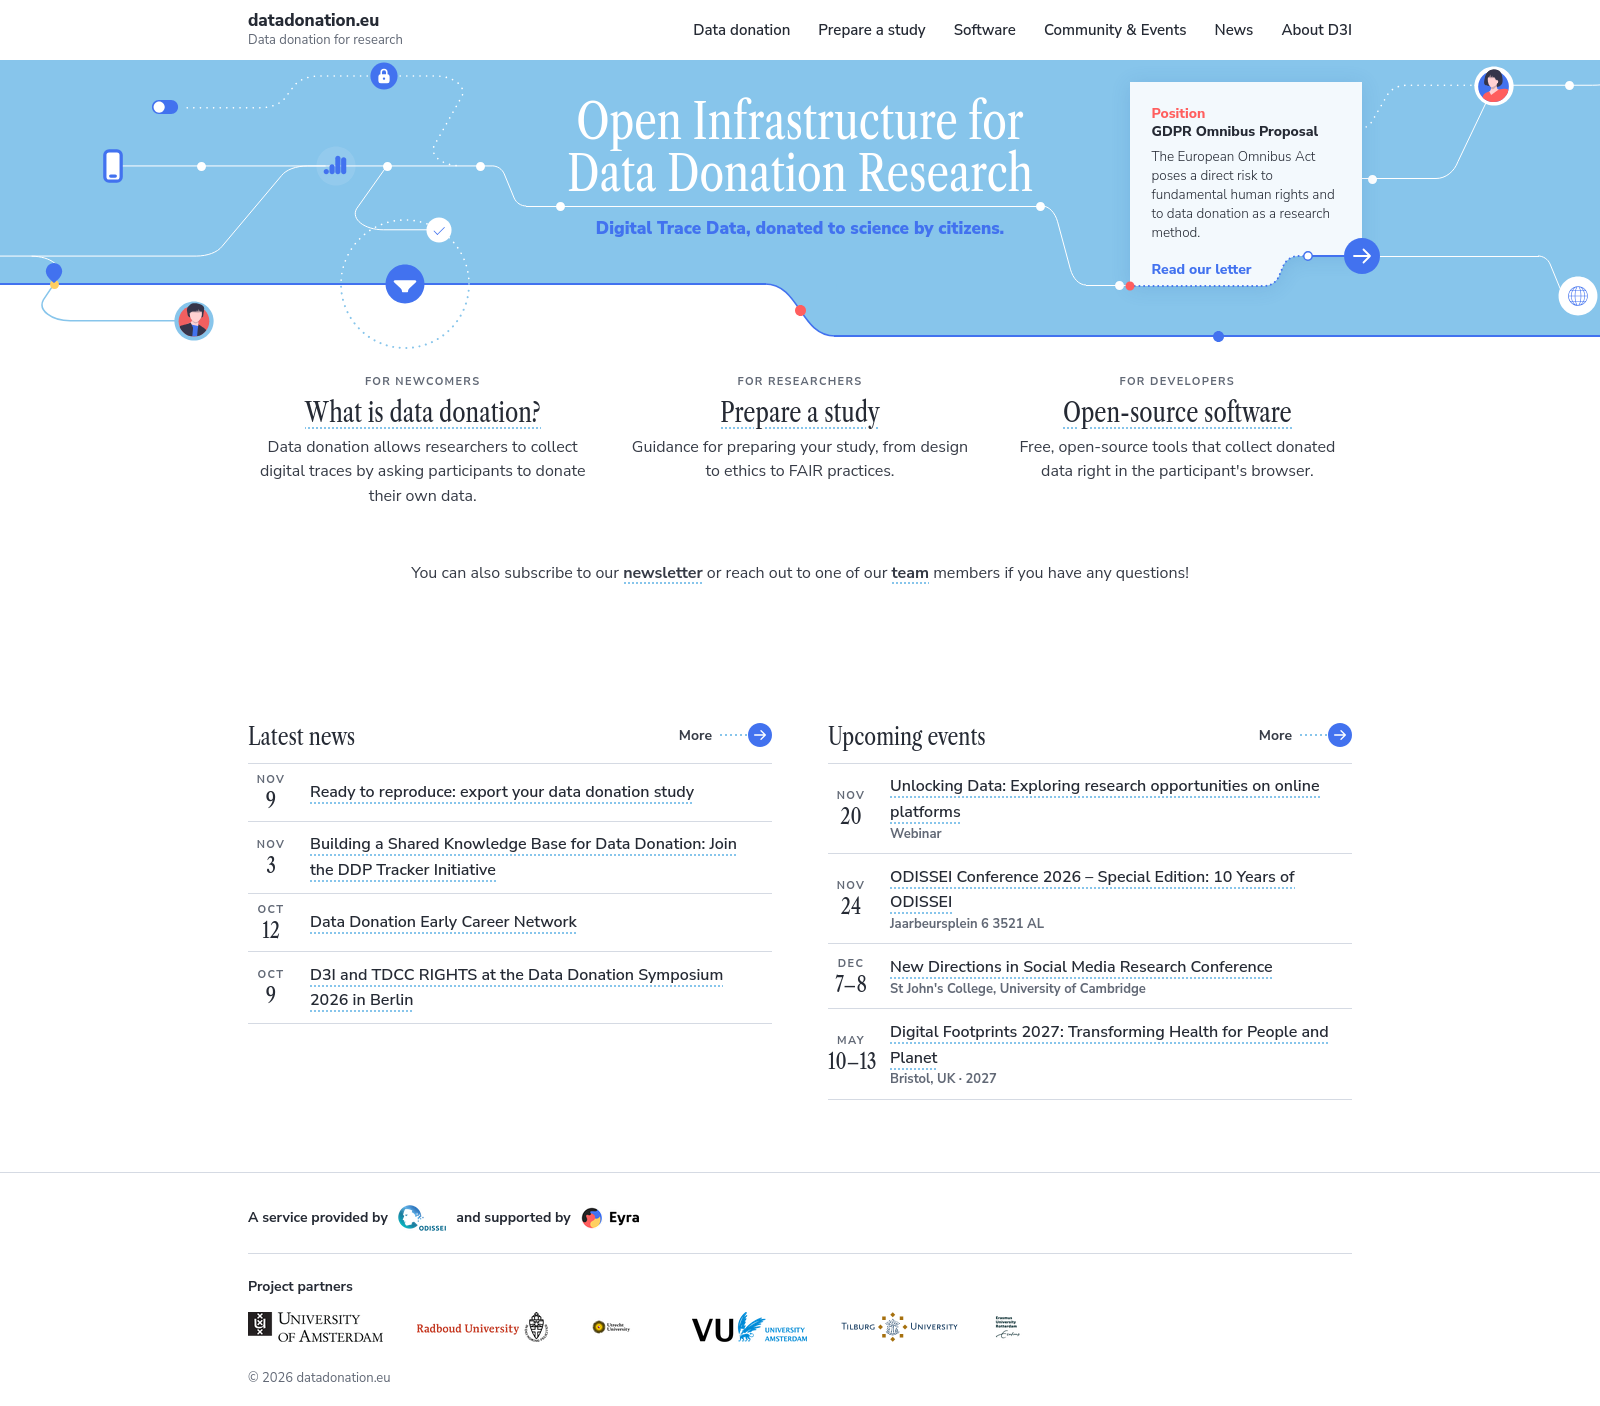 datadonation.eu
Data donation for research
Data donation
Prepare a study
Software
Community & Events
News
About D3I
Open Infrastructure for
Data Donation Research
Digital Trace Data, donated to science by citizens.
Position
GDPR Omnibus Proposal
The European Omnibus Act
poses a direct risk to
fundamental human rights and
to data donation as a research
method.
Read our letter
FOR NEWCOMERS
What is data donation?
Data donation allows researchers to collect
digital traces by asking participants to donate
their own data.
FOR RESEARCHERS
Prepare a study
Guidance for preparing your study, from design
to ethics to FAIR practices.
FOR DEVELOPERS
Open-source software
Free, open-source tools that collect donated
data right in the participant's browser.
You can also subscribe to our newsletter or reach out to one of our team members if you have any questions!
Latest news
More
NOV
9
Ready to reproduce: export your data donation study
NOV
3
Building a Shared Knowledge Base for Data Donation: Join
the DDP Tracker Initiative
OCT
12
Data Donation Early Career Network
OCT
9
D3I and TDCC RIGHTS at the Data Donation Symposium
2026 in Berlin
Upcoming events
More
NOV
20
Unlocking Data: Exploring research opportunities on online
platforms
Webinar
NOV
24
ODISSEI Conference 2026 – Special Edition: 10 Years of
ODISSEI
Jaarbeursplein 6 3521 AL
DEC
7–8
New Directions in Social Media Research Conference
St John's College, University of Cambridge
MAY
10–13
Digital Footprints 2027: Transforming Health for People and
Planet
Bristol, UK · 2027
A service provided by
ODISSEI
and supported by
Eyra
Project partners
UNIVERSITY
OF AMSTERDAM
Radboud University
Utrecht
University
VU
UNIVERSITY
AMSTERDAM
TILBURG
UNIVERSITY
Erasmus
University
Rotterdam
Erasmus
© 2026 datadonation.eu